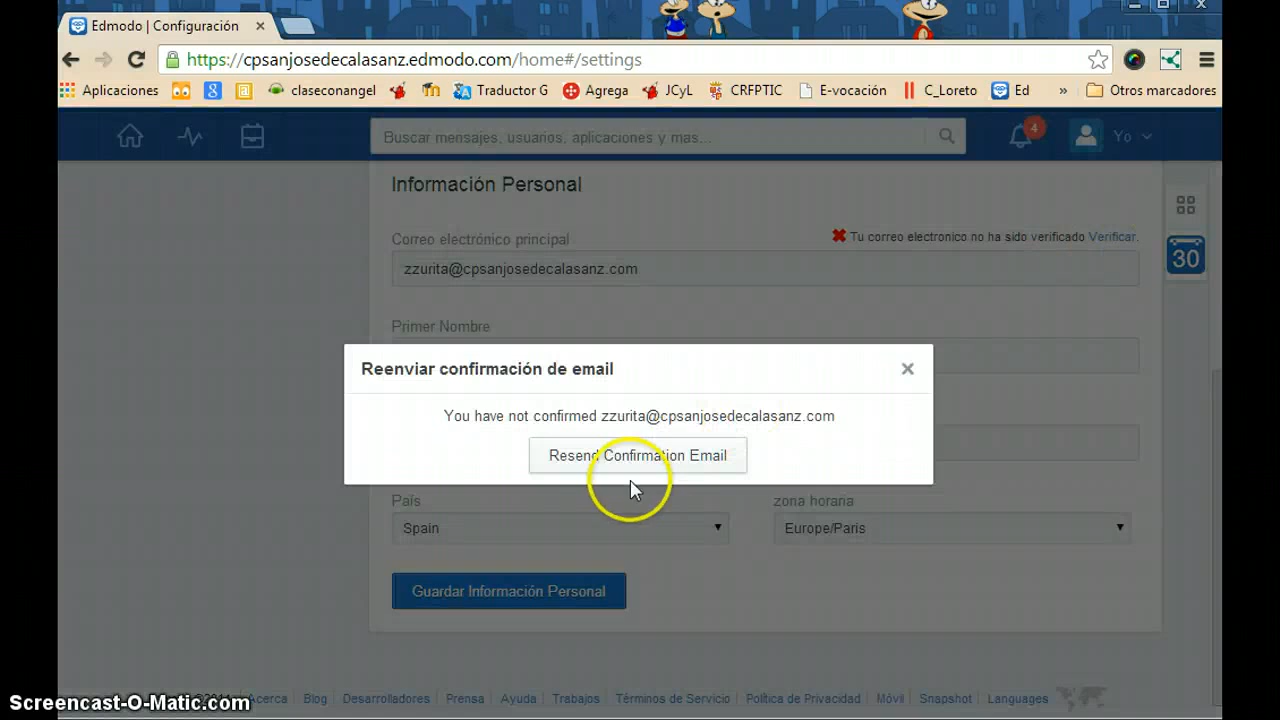 Edmodo | Configuración
https://cpsanjosedecalasanz.edmodo.com/home#/settings
Aplicaciones claseconangel Traductor G Agrega JCyL CRFPTIC E-vocación C_Loreto Ed » Otros marcadores
Buscar mensajes, usuarios, aplicaciones y mas... 4 Yo
Información Personal
Correo electrónico principal
Tu correo electronico no ha sido verificado Verificar.
30
zzurita@cpsanjosedecalasanz.com
Primer Nombre
Reenviar confirmación de email
You have not confirmed zzurita@cpsanjosedecalasanz.com
Resend Confirmation Email
País zona horaria
Spain Europe/Paris
Guardar Información Personal
Acerca Blog Desarrolladores Prensa Ayuda Trabajos Términos de Servicio Política de Privacidad Móvil Snapshot Languages
Screencast-O-Matic.com